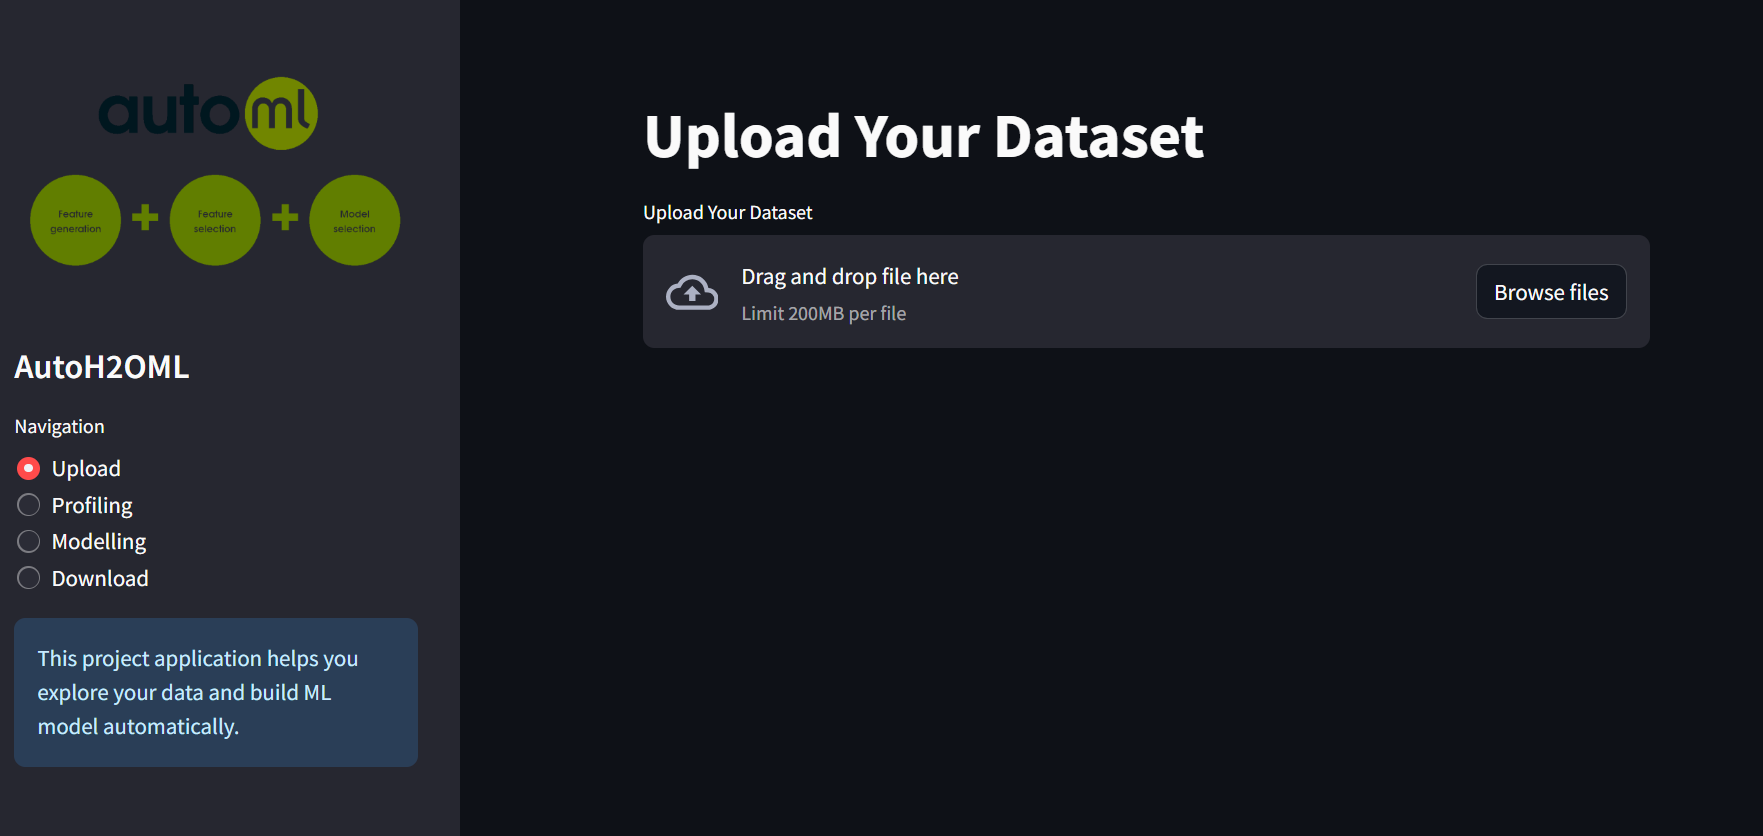 automl
Feature
generation
+
Feature
selection
+
Model
selection
AutoH2OML
Navigation
Upload
Profiling
Modelling
Download
This project application helps you
explore your data and build ML
model automatically.
Upload Your Dataset
Upload Your Dataset
Drag and drop file here
Limit 200MB per file
Browse files